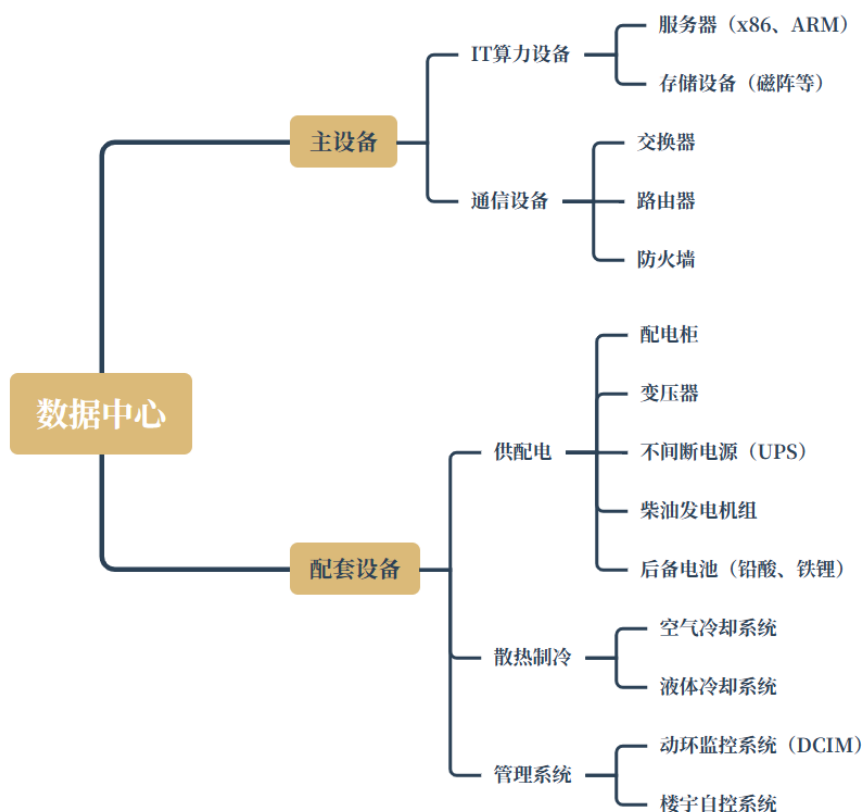 数据中心
主设备
IT算力设备
服务器（x86、ARM）
存储设备（磁阵等）
通信设备
交换器
路由器
防火墙
配套设备
供配电
配电柜
变压器
不间断电源（UPS）
柴油发电机组
后备电池（铅酸、铁锂）
散热制冷
空气冷却系统
液体冷却系统
管理系统
动环监控系统（DCIM）
楼宇自控系统